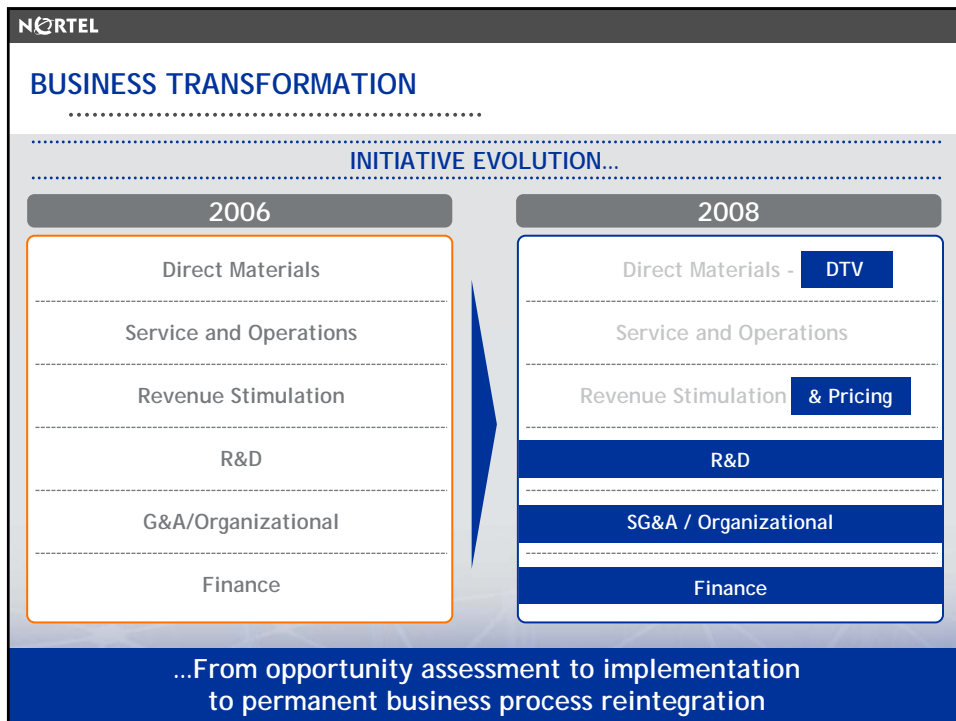 NORTEL
BUSINESS TRANSFORMATION
INITIATIVE EVOLUTION...
2006
Direct Materials
Service and Operations
Revenue Stimulation
R&D
G&A/Organizational
Finance
2008
Direct Materials - DTV
Service and Operations
Revenue Stimulation & Pricing
R&D
SG&A / Organizational
Finance
...From opportunity assessment to implementation
to permanent business process reintegration